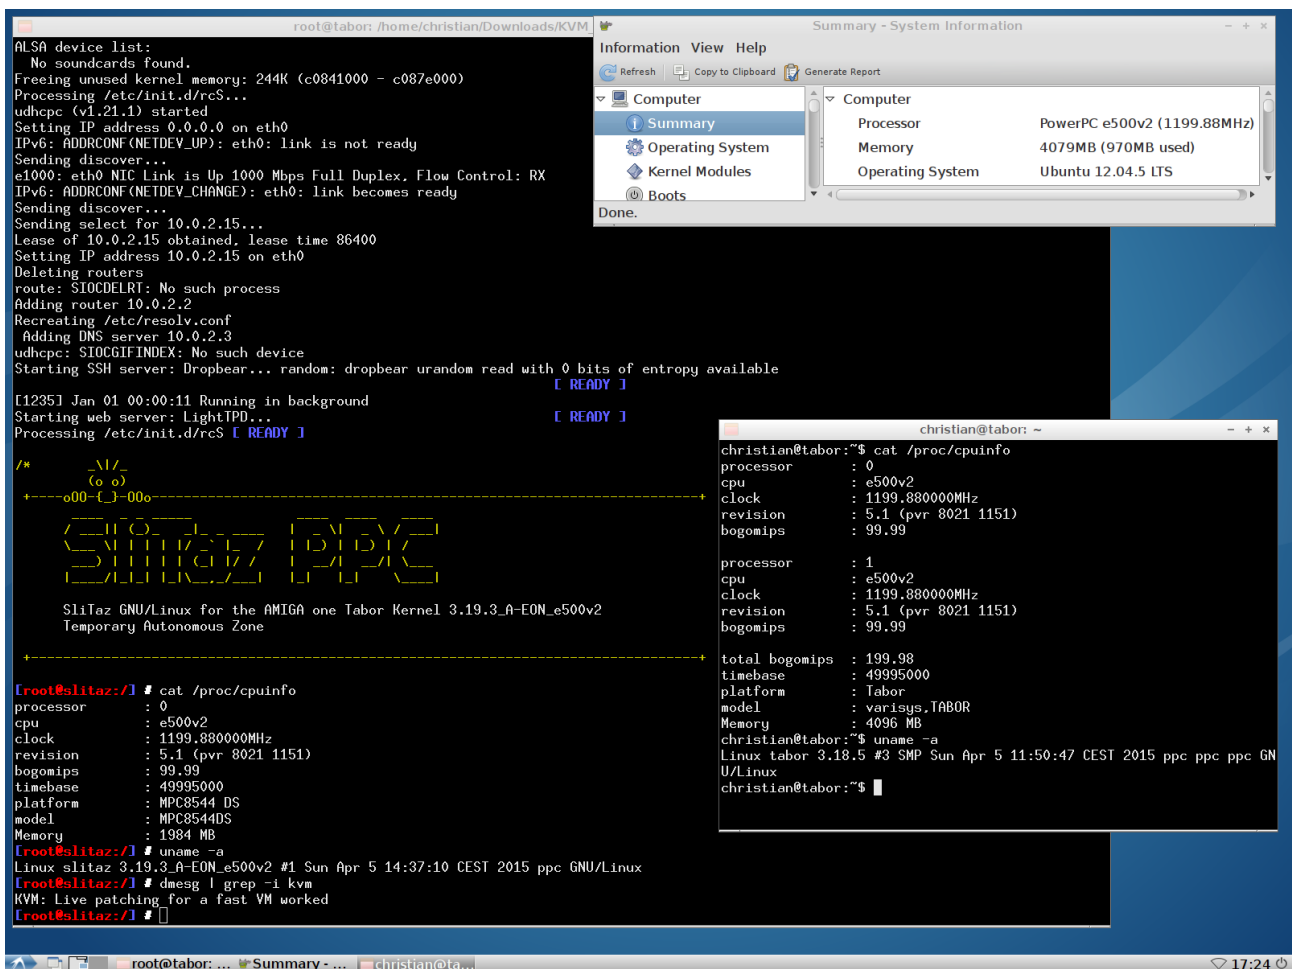 root@tabor: /home/christian/Downloads/KVM_
ALSA device list:
No soundcards found.
Freeing unused kernel memory: 244K (c0841000 - c087e000)
Processing /etc/init.d/rcS...
udhcpc (v1.21.1) started
Setting IP address 0.0.0.0 on eth0
IPv6: ADDRCONF(NETDEV_UP): eth0: link is not ready
Sending discover...
e1000: eth0 NIC Link is Up 1000 Mbps Full Duplex, Flow Control: RX
IPv6: ADDRCONF(NETDEV_CHANGE): eth0: link becomes ready
Sending discover...
Sending select for 10.0.2.15...
Lease of 10.0.2.15 obtained, lease time 86400
Setting IP address 10.0.2.15 on eth0
Deleting routers
route: SIOCDELRT: No such process
Adding router 10.0.2.2
Recreating /etc/resolv.conf
Adding DNS server 10.0.2.3
udhcpc: SIOCGIFINDEX: No such device
Starting SSH server: Dropbear... random: dropbear urandom read with 0 bits of entropy available
[ READY ]
[1235] Jan 01 00:00:11 Running in background
Starting web server: LightTPD... [ READY ]
Processing /etc/init.d/rcS [ READY ]
Slitaz PPC
SliTaz GNU/Linux for the AMIGA one Tabor Kernel 3.19.3_A-EON_e500v2
Temporary Autonomous Zone
[root@slitaz:/] # cat /proc/cpuinfo
processor : 0
cpu : e500v2
clock : 1199.880000MHz
revision : 5.1 (pvr 8021 1151)
bogomips : 99.99
timebase : 49995000
platform : MPC8544 DS
model : MPC8544DS
Memory : 1984 MB
[root@slitaz:/] # uname -a
Linux slitaz 3.19.3_A-EON_e500v2 #1 Sun Apr 5 14:37:10 CEST 2015 ppc GNU/Linux
[root@slitaz:/] # dmesg | grep -i kvm
KVM: Live patching for a fast VM worked
[root@slitaz:/] #
Summary - System Information
Information View Help
Refresh Copy to Clipboard Generate Report
Computer
Summary
Operating System
Kernel Modules
Boots
Computer
Processor PowerPC e500v2 (1199.88MHz)
Memory 4079MB (970MB used)
Operating System Ubuntu 12.04.5 LTS
Done.
christian@tabor: ~
christian@tabor:~$ cat /proc/cpuinfo
processor : 0
cpu : e500v2
clock : 1199.880000MHz
revision : 5.1 (pvr 8021 1151)
bogomips : 99.99
processor : 1
cpu : e500v2
clock : 1199.880000MHz
revision : 5.1 (pvr 8021 1151)
bogomips : 99.99
total bogomips : 199.98
timebase : 49995000
platform : Tabor
model : varisys,TABOR
Memory : 4096 MB
christian@tabor:~$ uname -a
Linux tabor 3.18.5 #3 SMP Sun Apr 5 11:50:47 CEST 2015 ppc ppc ppc GN
U/Linux
christian@tabor:~$
root@tabor: ... Summary - ... christian@ta... 17:24